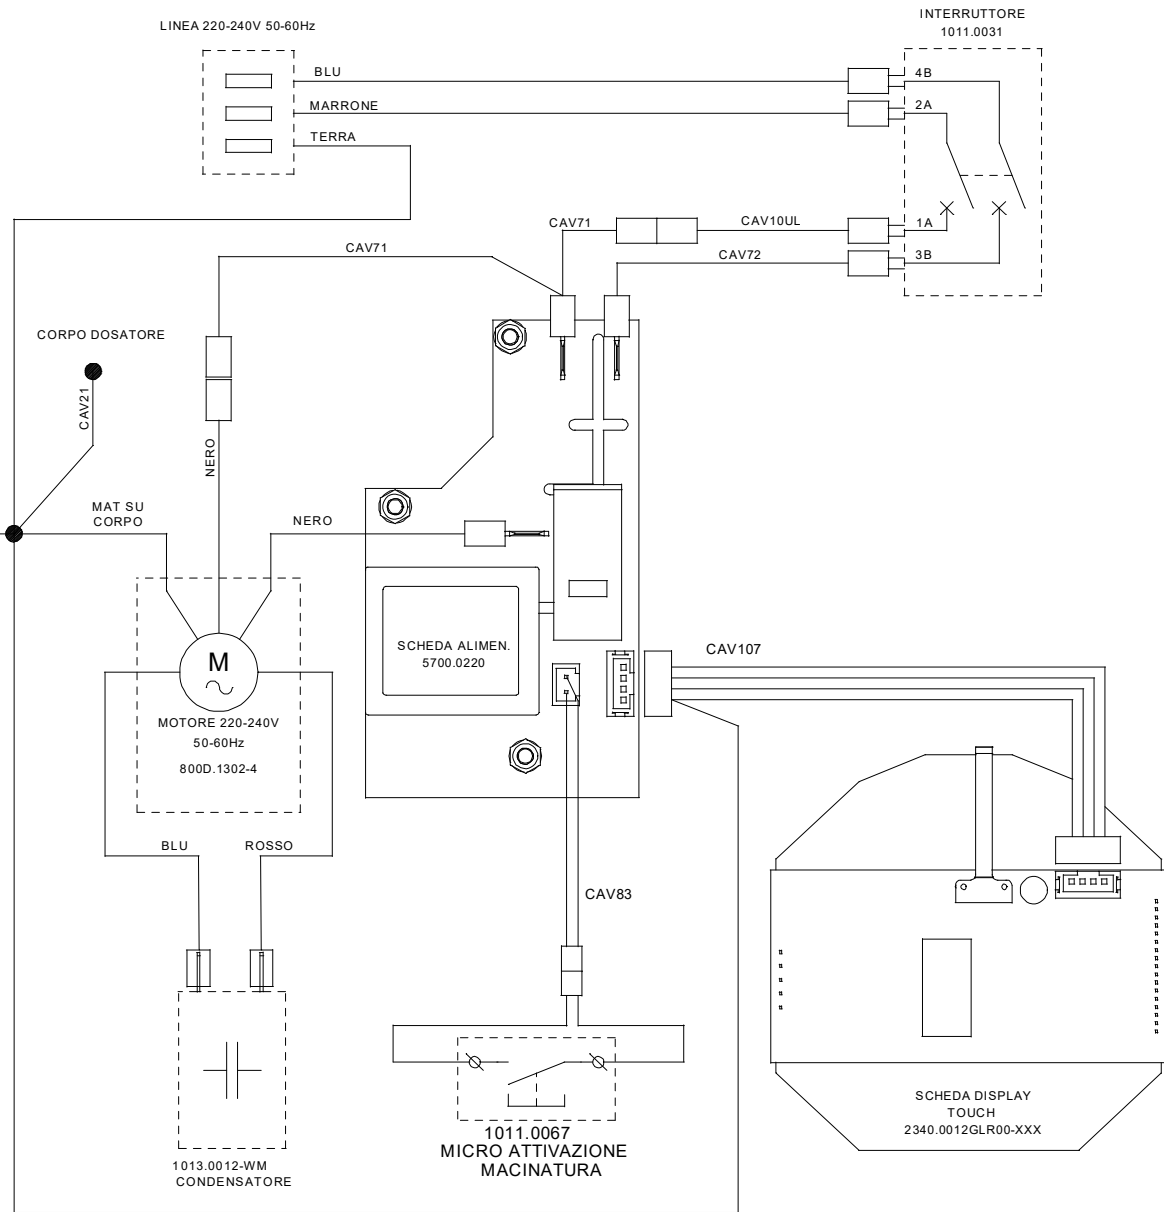 INTERRUTTORE
1011.0031
LINEA 220-240V 50-60Hz
BLU
4B
MARRONE
2A
TERRA
CAV71
CAV10UL
1A
CAV71
CAV72
3B
CORPO DOSATORE
CAV21
NERO
MAT SU
CORPO
NERO
SCHEDA ALIMEN.
5700.0220
CAV107
M
MOTORE 220-240V
50-60Hz
800D.1302-4
BLU
ROSSO
CAV83
SCHEDA DISPLAY
TOUCH
2340.0012GLR00-XXX
1011.0067
MICRO ATTIVAZIONE
MACINATURA
1013.0012-WM
CONDENSATORE